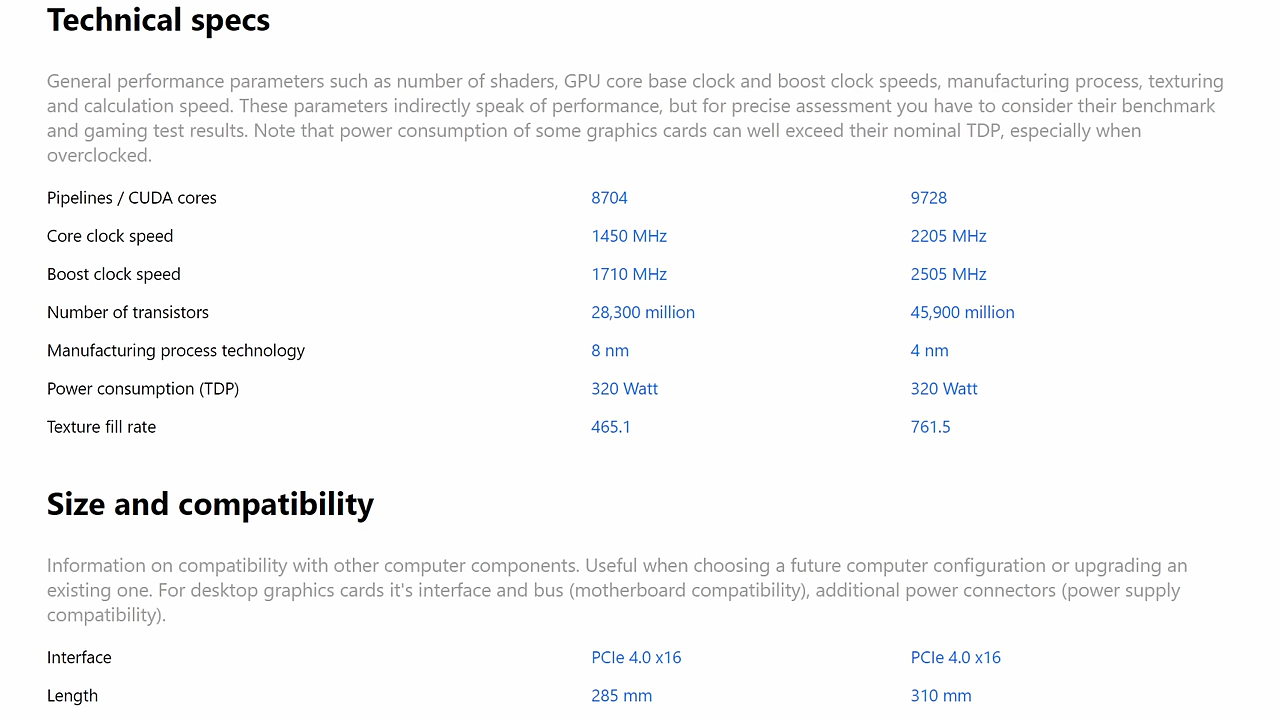 Technical specs
General performance parameters such as number of shaders, GPU core base clock and boost clock speeds, manufacturing process, texturing
and calculation speed. These parameters indirectly speak of performance, but for precise assessment you have to consider their benchmark
and gaming test results. Note that power consumption of some graphics cards can well exceed their nominal TDP, especially when
overclocked.
Pipelines / CUDA cores 8704 9728
Core clock speed 1450 MHz 2205 MHz
Boost clock speed 1710 MHz 2505 MHz
Number of transistors 28,300 million 45,900 million
Manufacturing process technology 8 nm 4 nm
Power consumption (TDP) 320 Watt 320 Watt
Texture fill rate 465.1 761.5
Size and compatibility
Information on compatibility with other computer components. Useful when choosing a future computer configuration or upgrading an
existing one. For desktop graphics cards it's interface and bus (motherboard compatibility), additional power connectors (power supply
compatibility).
Interface PCIe 4.0 x16 PCIe 4.0 x16
Length 285 mm 310 mm